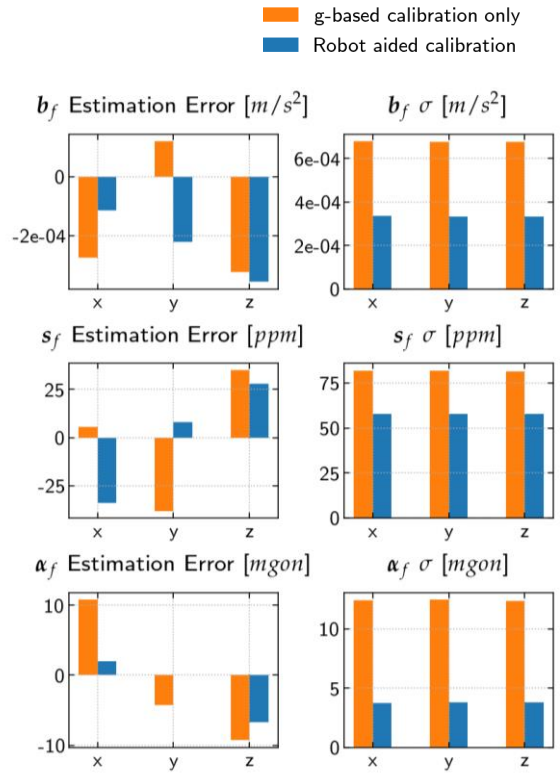 g-based calibration only
Robot aided calibration
𝒃_f Estimation Error [m/s²]
𝒃_f σ [m/s²]
0
-2e-04
x y z
6e-04
4e-04
2e-04
0
x y z
𝒔_f Estimation Error [ppm]
𝒔_f σ [ppm]
25
0
-25
x y z
75
50
25
0
x y z
𝜶_f Estimation Error [mgon]
𝜶_f σ [mgon]
10
0
-10
x y z
10
5
0
x y z